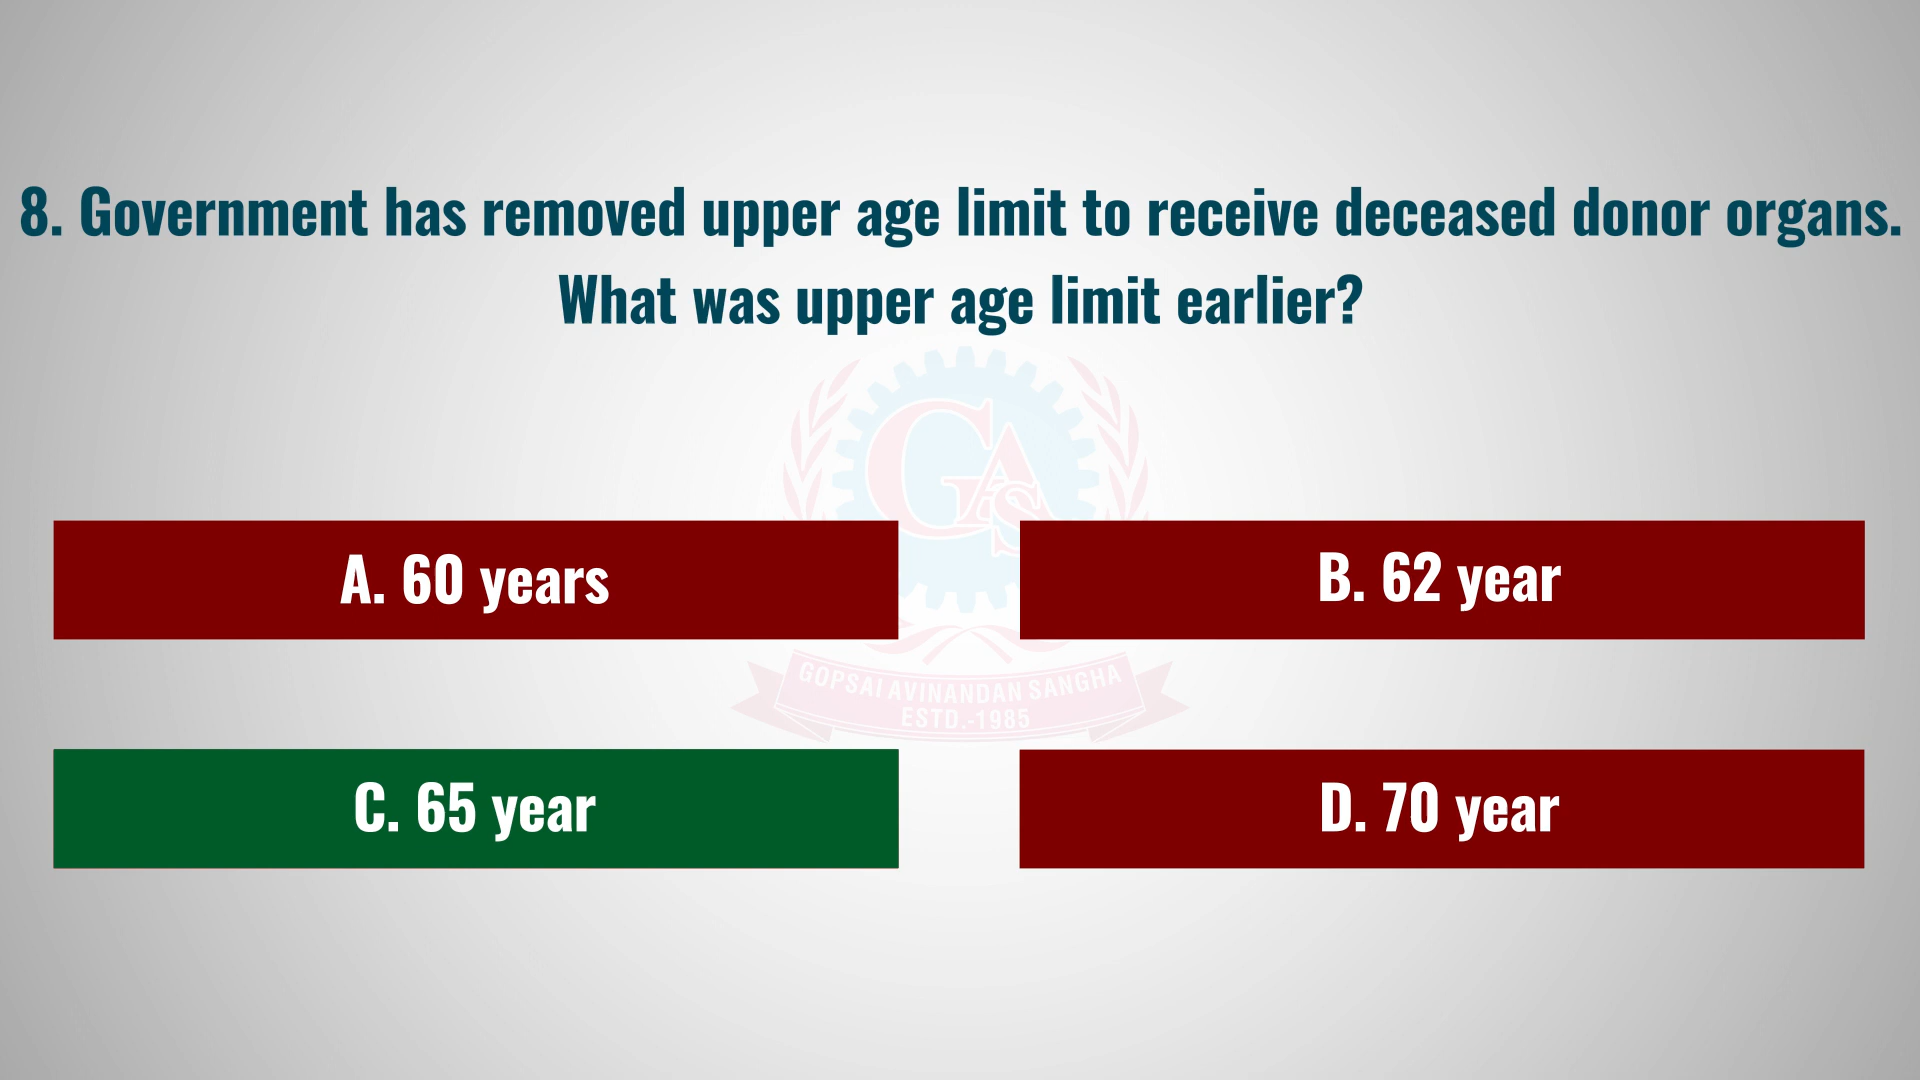 8. Government has removed upper age limit to receive deceased donor organs.
What was upper age limit earlier?
GAS
A. 60 years
B. 62 year
GOPSAI AVINANDAN SANGHA
ESTD.-1985
C. 65 year
D. 70 year